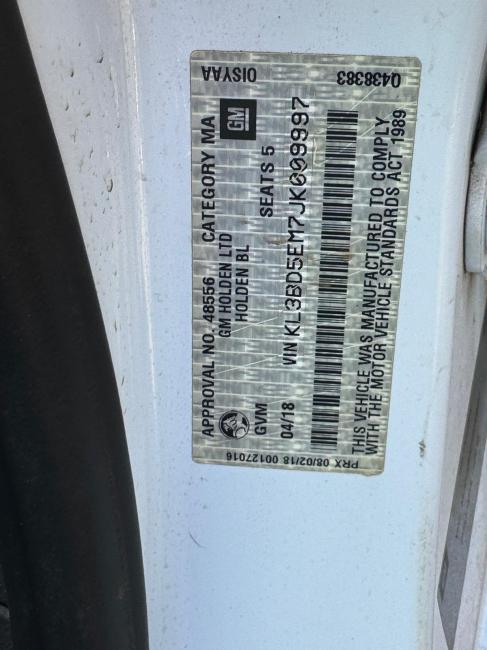 APPROVAL NO. 48556 CATEGORY MA
GM HOLDEN LTD
HOLDEN BL
GM
GVM
SEATS 5
04/18
VIN KL3BD5EM7JK009997
THIS VEHICLE WAS MANUFACTURED TO COMPLY
WITH THE MOTOR VEHICLE STANDARDS ACT 1989
PRX 08/02/18 00127016
OISYAA
Q438383